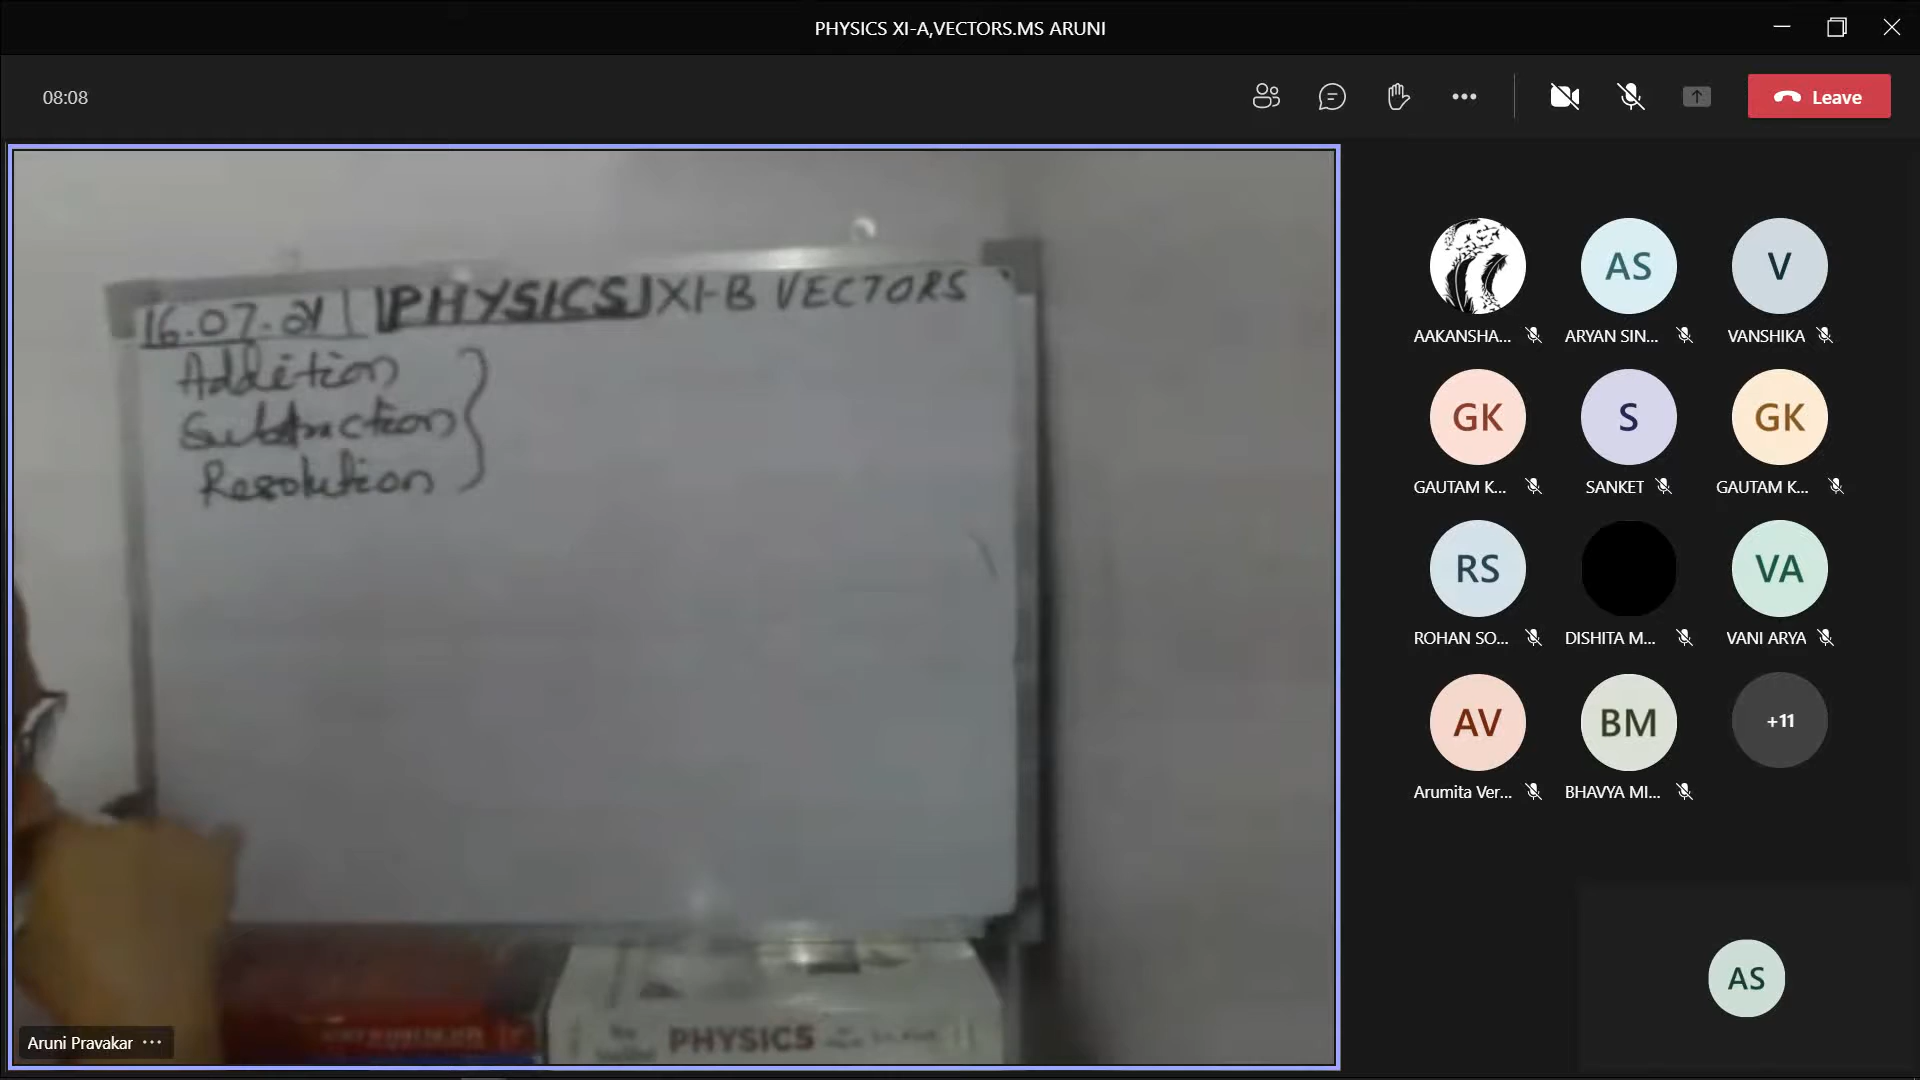 PHYSICS XI-A,VECTORS.MS ARUNI
08:08
Leave
16.07.21 PHYSICS XI-B VECTORS
Addition
Subtraction
Resolution
PHYSICS
Aruni Pravakar
AAKANSHA...
AS
ARYAN SIN...
V
VANSHIKA
GK
GAUTAM K...
S
SANKET
GK
GAUTAM K...
RS
ROHAN SO...
DISHITA M...
VA
VANI ARYA
AV
Arumita Ver...
BM
BHAVYA MI...
+11
AS